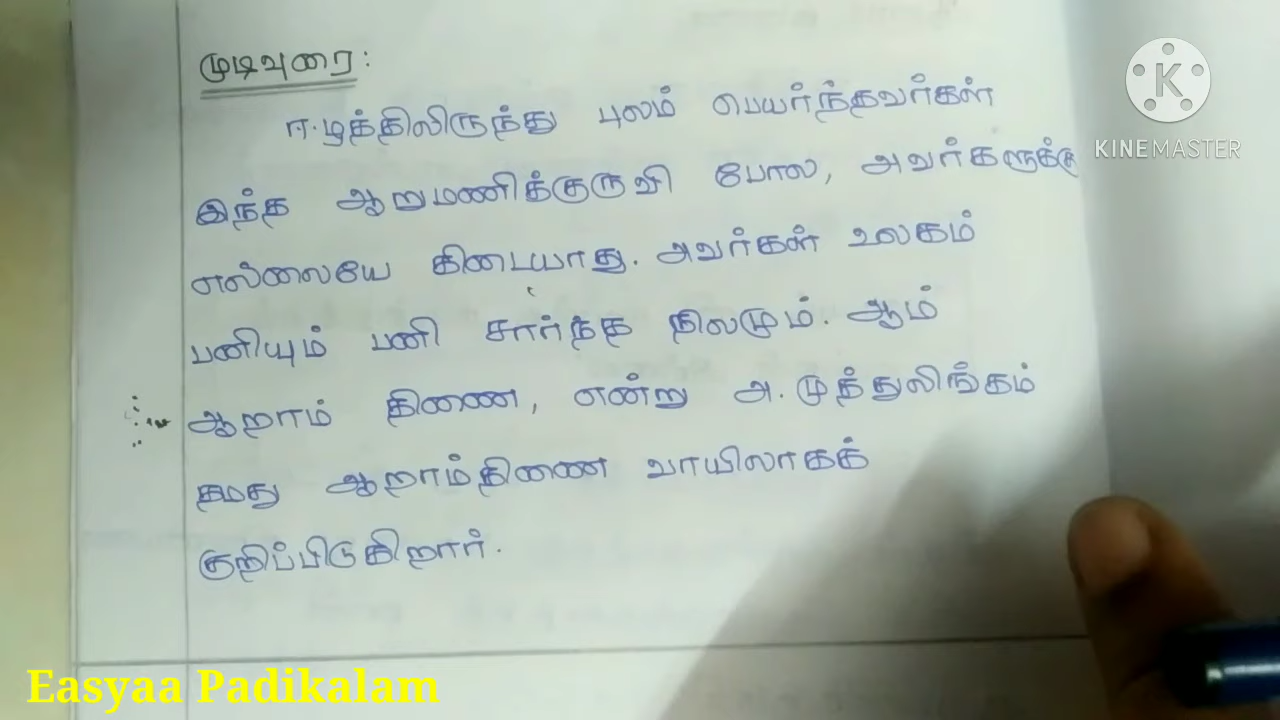 முடிவுரை:
ஈழத்திலிருந்து புலம் பெயர்ந்தவர்கள்
இந்த ஆறுமணிக்குருவி போல, அவர்களுக்கு
எல்லையே கிடையாது. அவர்கள் உலகம்
பனியும் பனி சார்ந்த நிலமும். ஆம்
ஆறாம் திணை, என்று அ. முத்துலிங்கம்
தமது ஆறாம்திணை வாயிலாகக்
குறிப்பிடுகிறார்.
K
KINEMASTER
Easyaa Padikalam